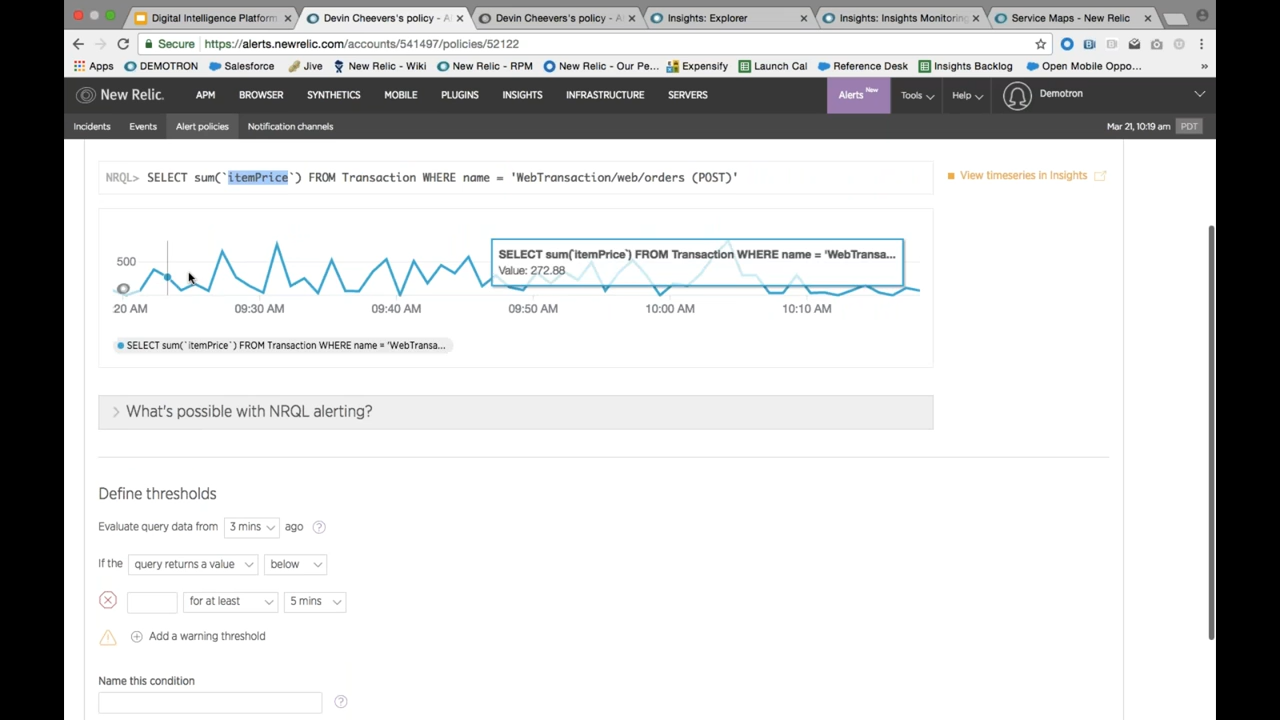 Digital Intelligence Platform
Devin Cheevers's policy - A
Devin Cheevers's policy - A
Insights: Explorer
Insights: Insights Monitoring
Service Maps - New Relic
Secure https://alerts.newrelic.com/accounts/541497/policies/52122
Apps DEMOTRON Salesforce Jive New Relic - Wiki New Relic - RPM New Relic - Our Pe... Expensify Launch Cal Reference Desk Insights Backlog Open Mobile Oppo... »
New Relic. APM BROWSER SYNTHETICS MOBILE PLUGINS INSIGHTS INFRASTRUCTURE SERVERS Alerts New Tools Help Demotron
Incidents Events Alert policies Notification channels Mar 21, 10:19 am PDT
NRQL> SELECT sum(`itemPrice`) FROM Transaction WHERE name = 'WebTransaction/web/orders (POST)'
View timeseries in Insights
SELECT sum(`itemPrice`) FROM Transaction WHERE name = 'WebTransa...
Value: 272.88
500
0
20 AM 09:30 AM 09:40 AM 09:50 AM 10:00 AM 10:10 AM
SELECT sum(`itemPrice`) FROM Transaction WHERE name = 'WebTransa...
What's possible with NRQL alerting?
Define thresholds
Evaluate query data from 3 mins ago ?
If the query returns a value below
for at least 5 mins
Add a warning threshold
Name this condition
?